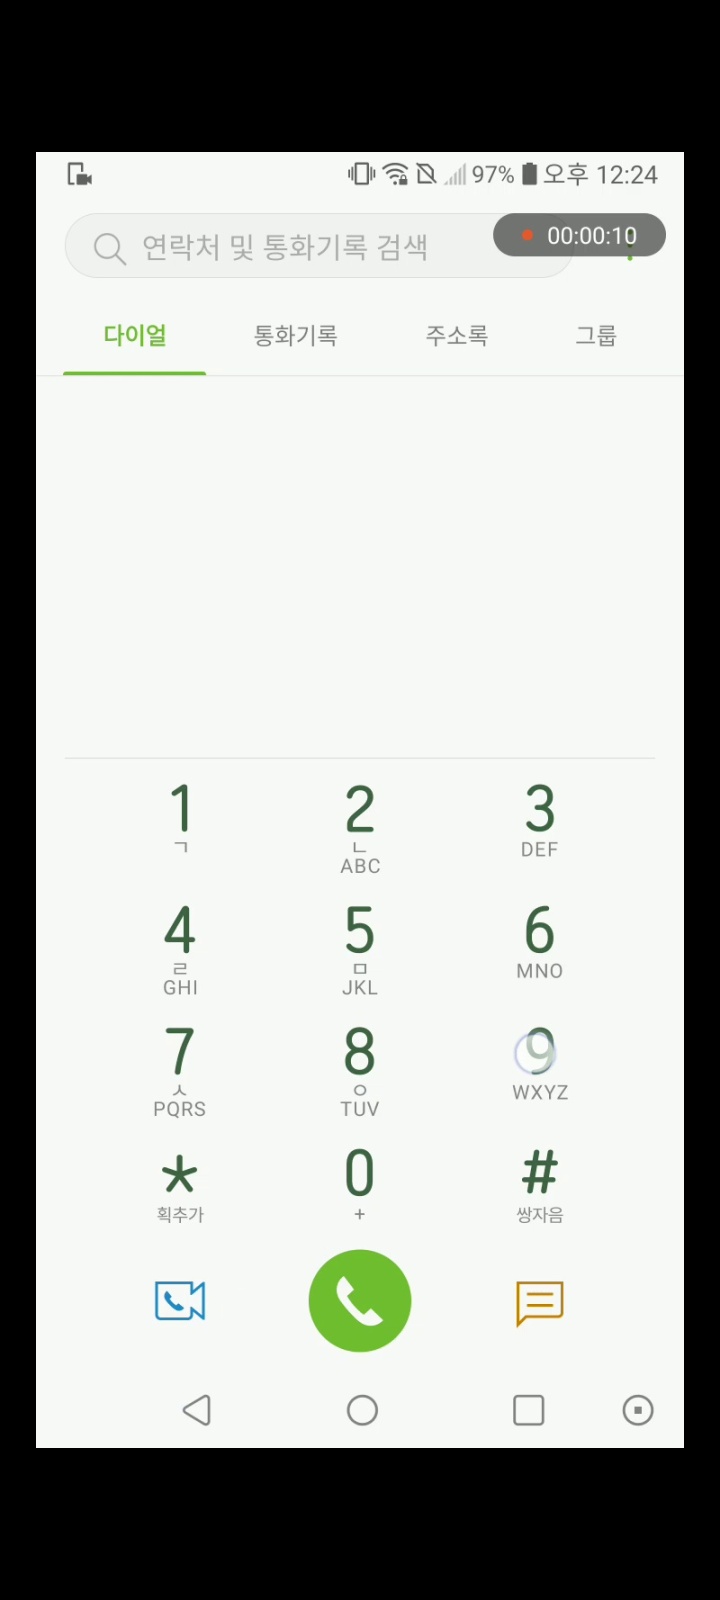 97% 오후 12:24
연락처 및 통화기록 검색 00:00:10
다이얼 통화기록 주소록 그룹
1 2 3
ㄱ ㄴ DEF
ABC
4 5 6
ㄹ ㅁ MNO
GHI JKL
7 8 9
ㅅ ㅇ WXYZ
PQRS TUV
* 0 #
획추가 + 쌍자음